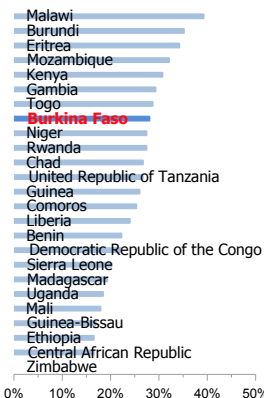 Malawi
Burundi
Eritrea
Mozambique
Kenya
Gambia
Togo
Burkina Faso
Niger
Rwanda
Chad
United Republic of Tanzania
Guinea
Comoros
Liberia
Benin
Democratic Republic of the Congo
Sierra Leone
Madagascar
Uganda
Mali
Guinea-Bissau
Ethiopia
Central African Republic
Zimbabwe
0% 10% 20% 30% 40% 50%